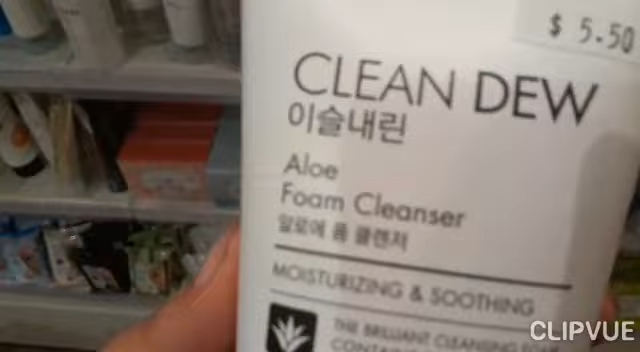 $ 5.50
CLEAN DEW
이슬내린
Aloe
Foam Cleanser
알로에 폼 클렌저
MOISTURIZING & SOOTHING
THE BRILLIANT CLEANSING
CLIPVUE